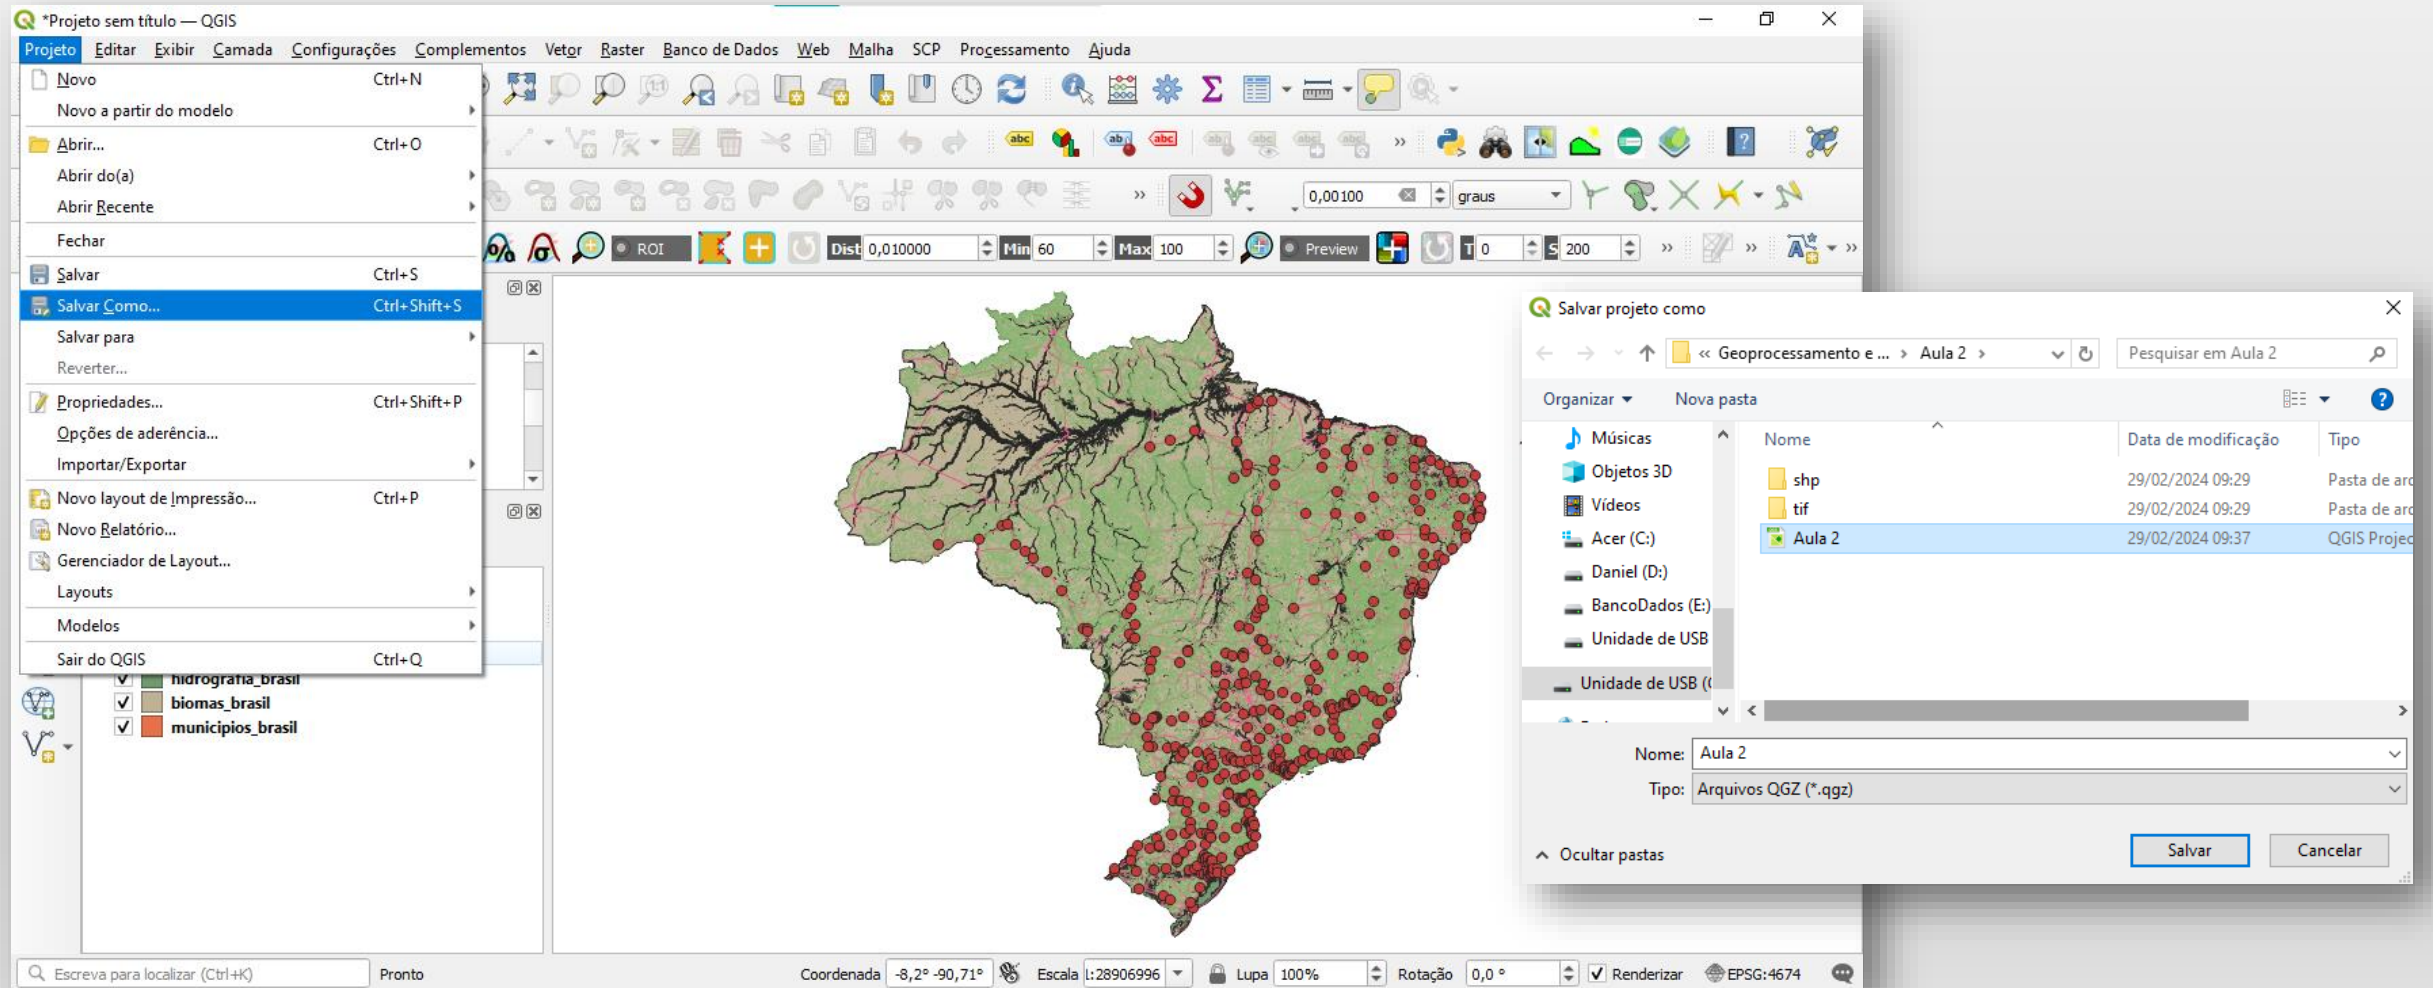 *Projeto sem título — QGIS
Projeto Editar Exibir Camada Configurações Complementos Vetor Raster Banco de Dados Web Malha SCP Processamento Ajuda
Novo Ctrl+N
Novo a partir do modelo
Abrir... Ctrl+O
Abrir do(a)
Abrir Recente
Fechar
Salvar Ctrl+S
Salvar Como... Ctrl+Shift+S
Salvar para
Reverter...
Propriedades... Ctrl+Shift+P
Opções de aderência...
Importar/Exportar
Novo layout de Impressão... Ctrl+P
Novo Relatório...
Gerenciador de Layout...
Layouts
Modelos
Sair do QGIS Ctrl+Q
hidrografia_brasil
biomas_brasil
municipios_brasil
abc ab abc
0,00100 graus
ROI Dist 0,010000 Min 60 Max 100 Preview T 0 S 200
Salvar projeto como
« Geoprocessamento e ... › Aula 2 ›
Pesquisar em Aula 2
Organizar Nova pasta
Músicas
Objetos 3D
Vídeos
Acer (C:)
Daniel (D:)
BancoDados (E:)
Unidade de USB
Unidade de USB (
Nome Data de modificação Tipo
shp 29/02/2024 09:29 Pasta de arq
tif 29/02/2024 09:29 Pasta de arq
Aula 2 29/02/2024 09:37 QGIS Projec
Nome: Aula 2
Tipo: Arquivos QGZ (*.qgz)
Ocultar pastas
Salvar Cancelar
Escreva para localizar (Ctrl+K) Pronto Coordenada -8,2° -90,71° Escala 1:28906996 Lupa 100% Rotação 0,0 ° Renderizar EPSG:4674